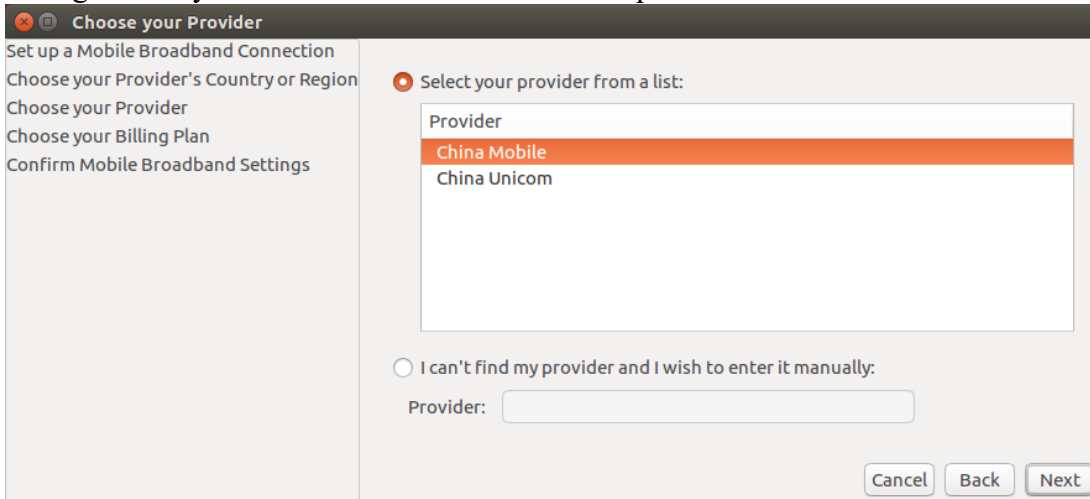 Choose your Provider
Set up a Mobile Broadband Connection
Choose your Provider's Country or Region
Choose your Provider
Choose your Billing Plan
Confirm Mobile Broadband Settings
Select your provider from a list:
Provider
China Mobile
China Unicom
I can't find my provider and I wish to enter it manually:
Provider:
Cancel Back Next